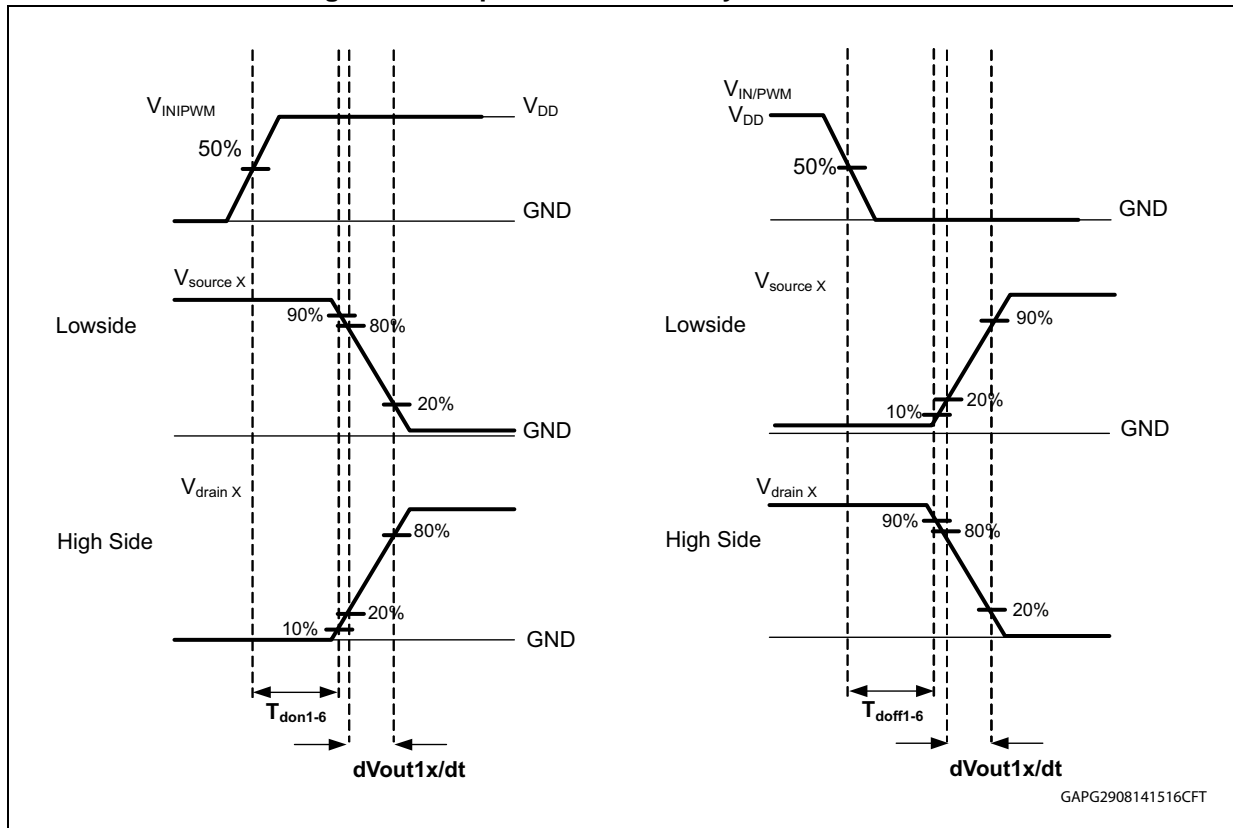 V_INIPWM
V_DD
50%
GND
V_source X
Lowside
90%
80%
20%
GND
V_drain X
High Side
80%
20%
10%
GND
T_don1-6
dVout1x/dt
V_IN/PWM
V_DD
50%
GND
V_source X
Lowside
90%
20%
10%
GND
V_drain X
High Side
90%
80%
20%
T_doff1-6
dVout1x/dt
GAPG2908141516CFT